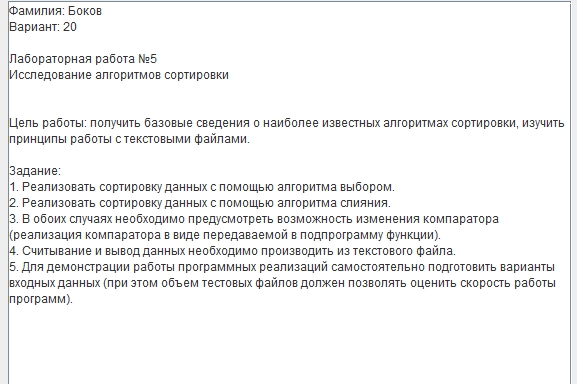 Фамилия: Боков
Вариант: 20
Лабораторная работа №5
Исследование алгоритмов сортировки
Цель работы: получить базовые сведения о наиболее известных алгоритмах сортировки, изучить
принципы работы с текстовыми файлами.
Задание:
1. Реализовать сортировку данных с помощью алгоритма выбором.
2. Реализовать сортировку данных с помощью алгоритма слияния.
3. В обоих случаях необходимо предусмотреть возможность изменения компаратора
(реализация компаратора в виде передаваемой в подпрограмму функции).
4. Считывание и вывод данных необходимо производить из текстового файла.
5. Для демонстрации работы программных реализаций самостоятельно подготовить варианты
входных данных (при этом объем тестовых файлов должен позволять оценить скорость работы
программ).